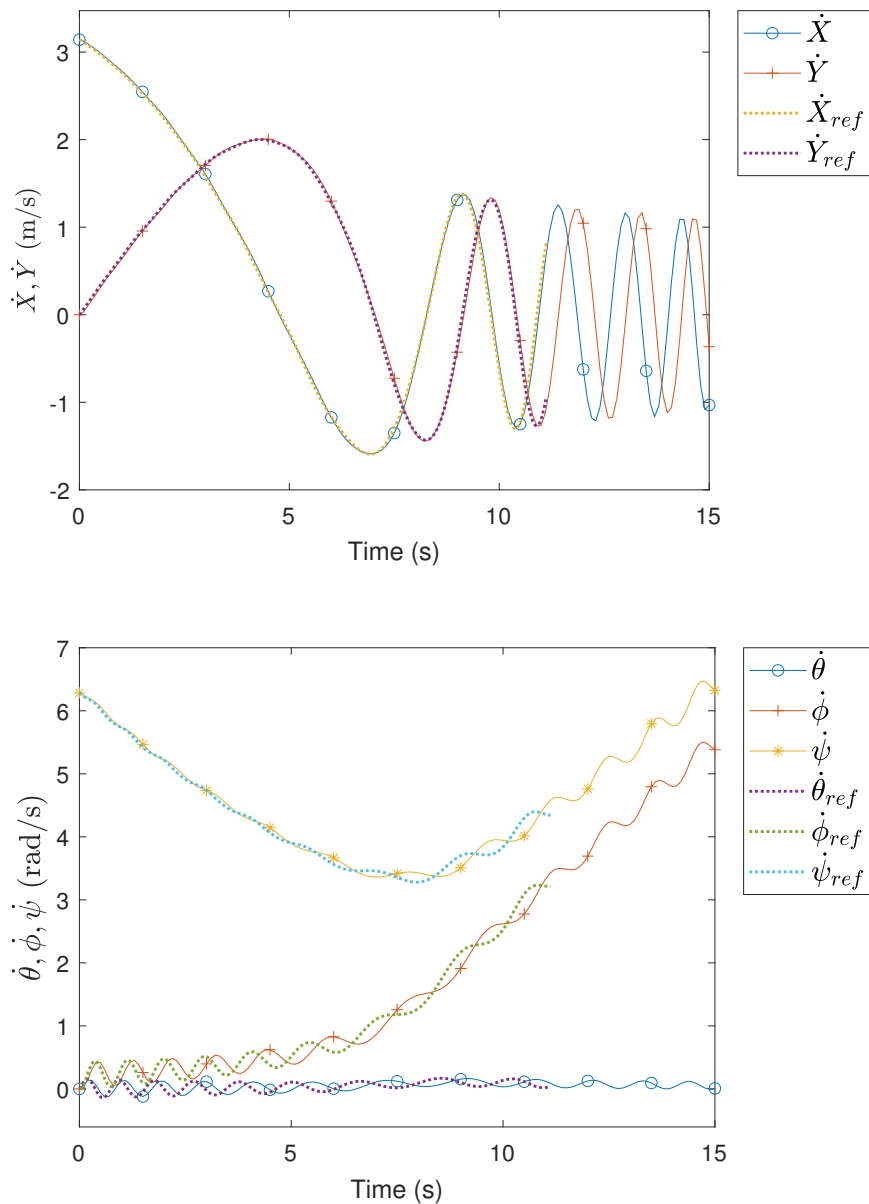 3
2
1
0
-1
-2
0 5 10 15
Time (s)
Ẋ, Ẏ (m/s)
Ẋ
Ẏ
Ẋ_ref
Ẏ_ref
7
6
5
4
3
2
1
0
0 5 10 15
Time (s)
θ̇, ϕ̇, ψ̇ (rad/s)
θ̇
ϕ̇
ψ̇
θ̇_ref
ϕ̇_ref
ψ̇_ref